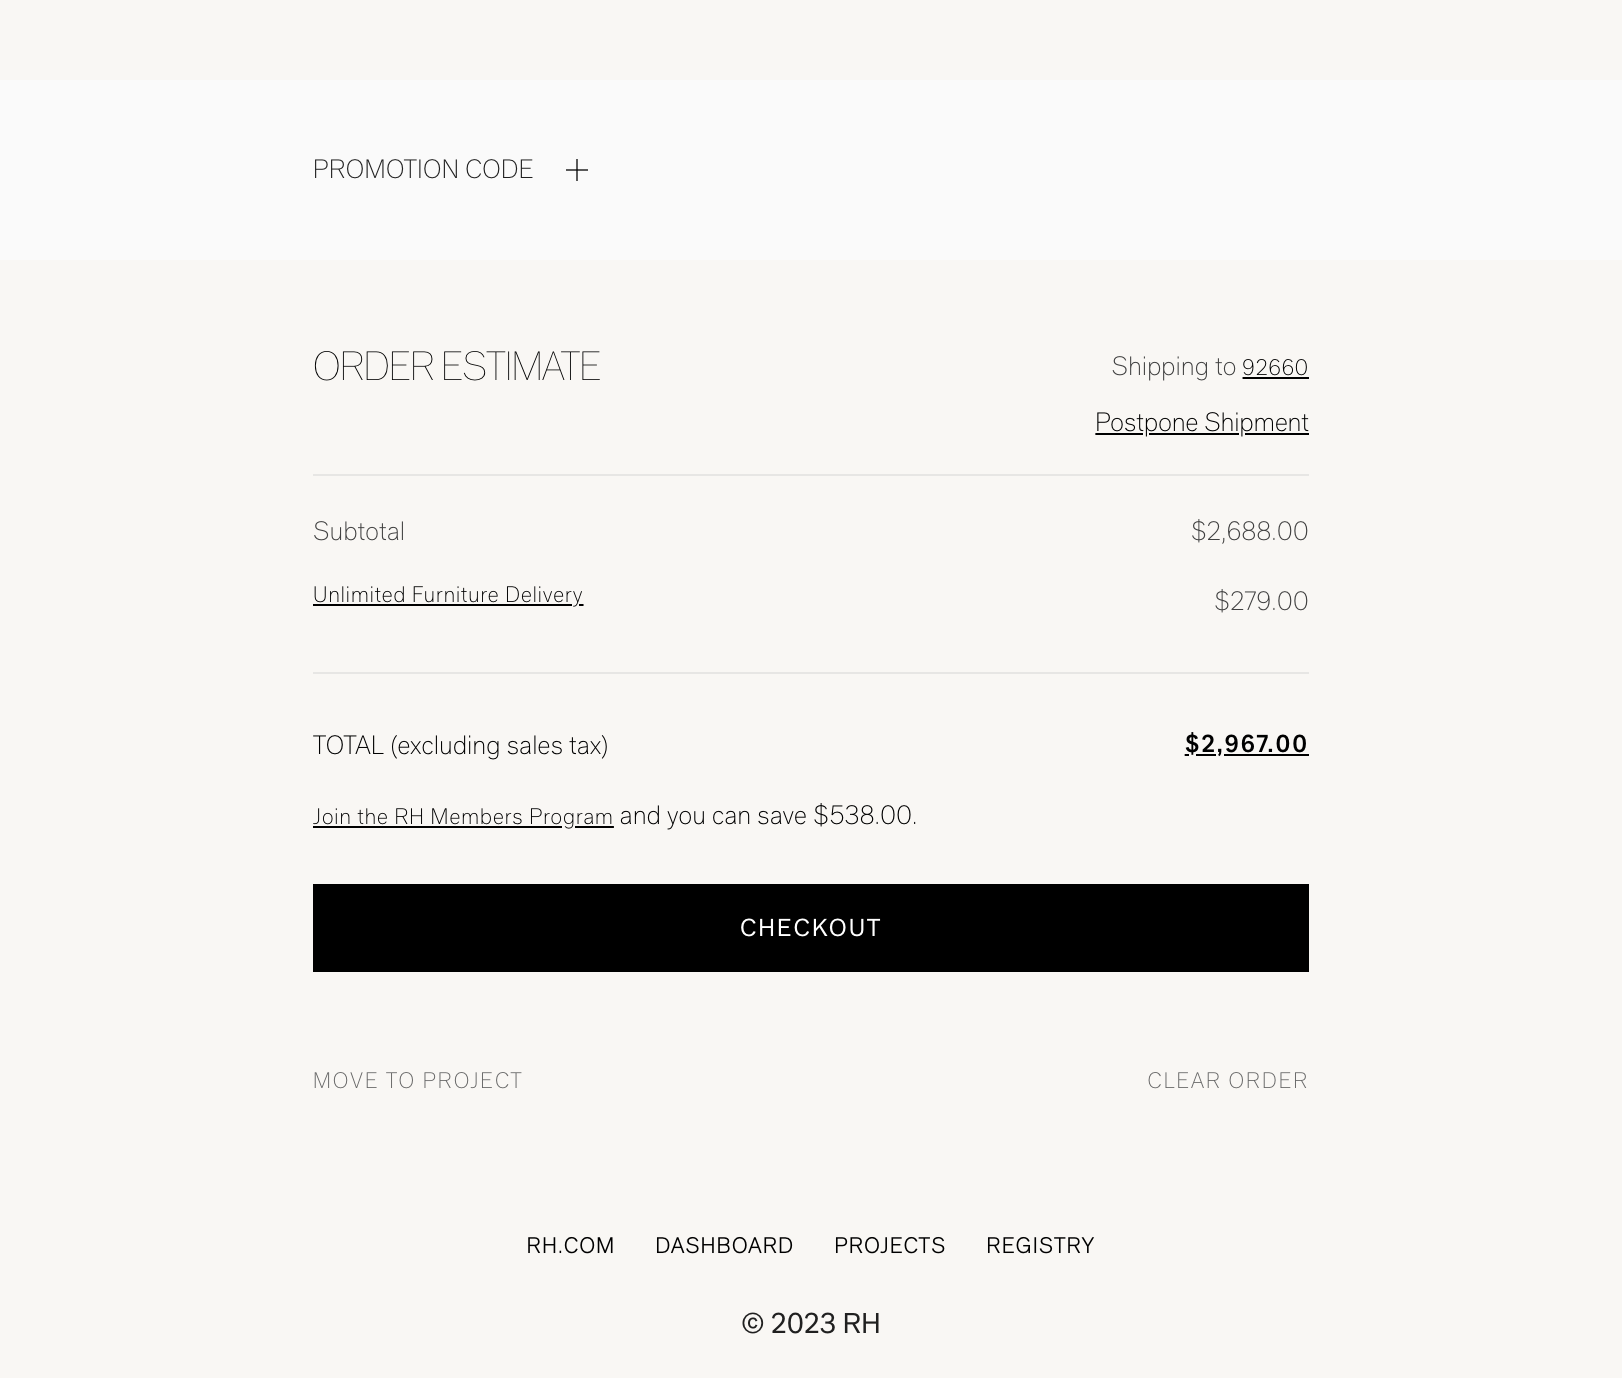 PROMOTION CODE +
ORDER ESTIMATE
Shipping to 92660
Postpone Shipment
Subtotal $2,688.00
Unlimited Furniture Delivery $279.00
TOTAL (excluding sales tax) $2,967.00
Join the RH Members Program and you can save $538.00.
CHECKOUT
MOVE TO PROJECT CLEAR ORDER
RH.COM DASHBOARD PROJECTS REGISTRY
© 2023 RH